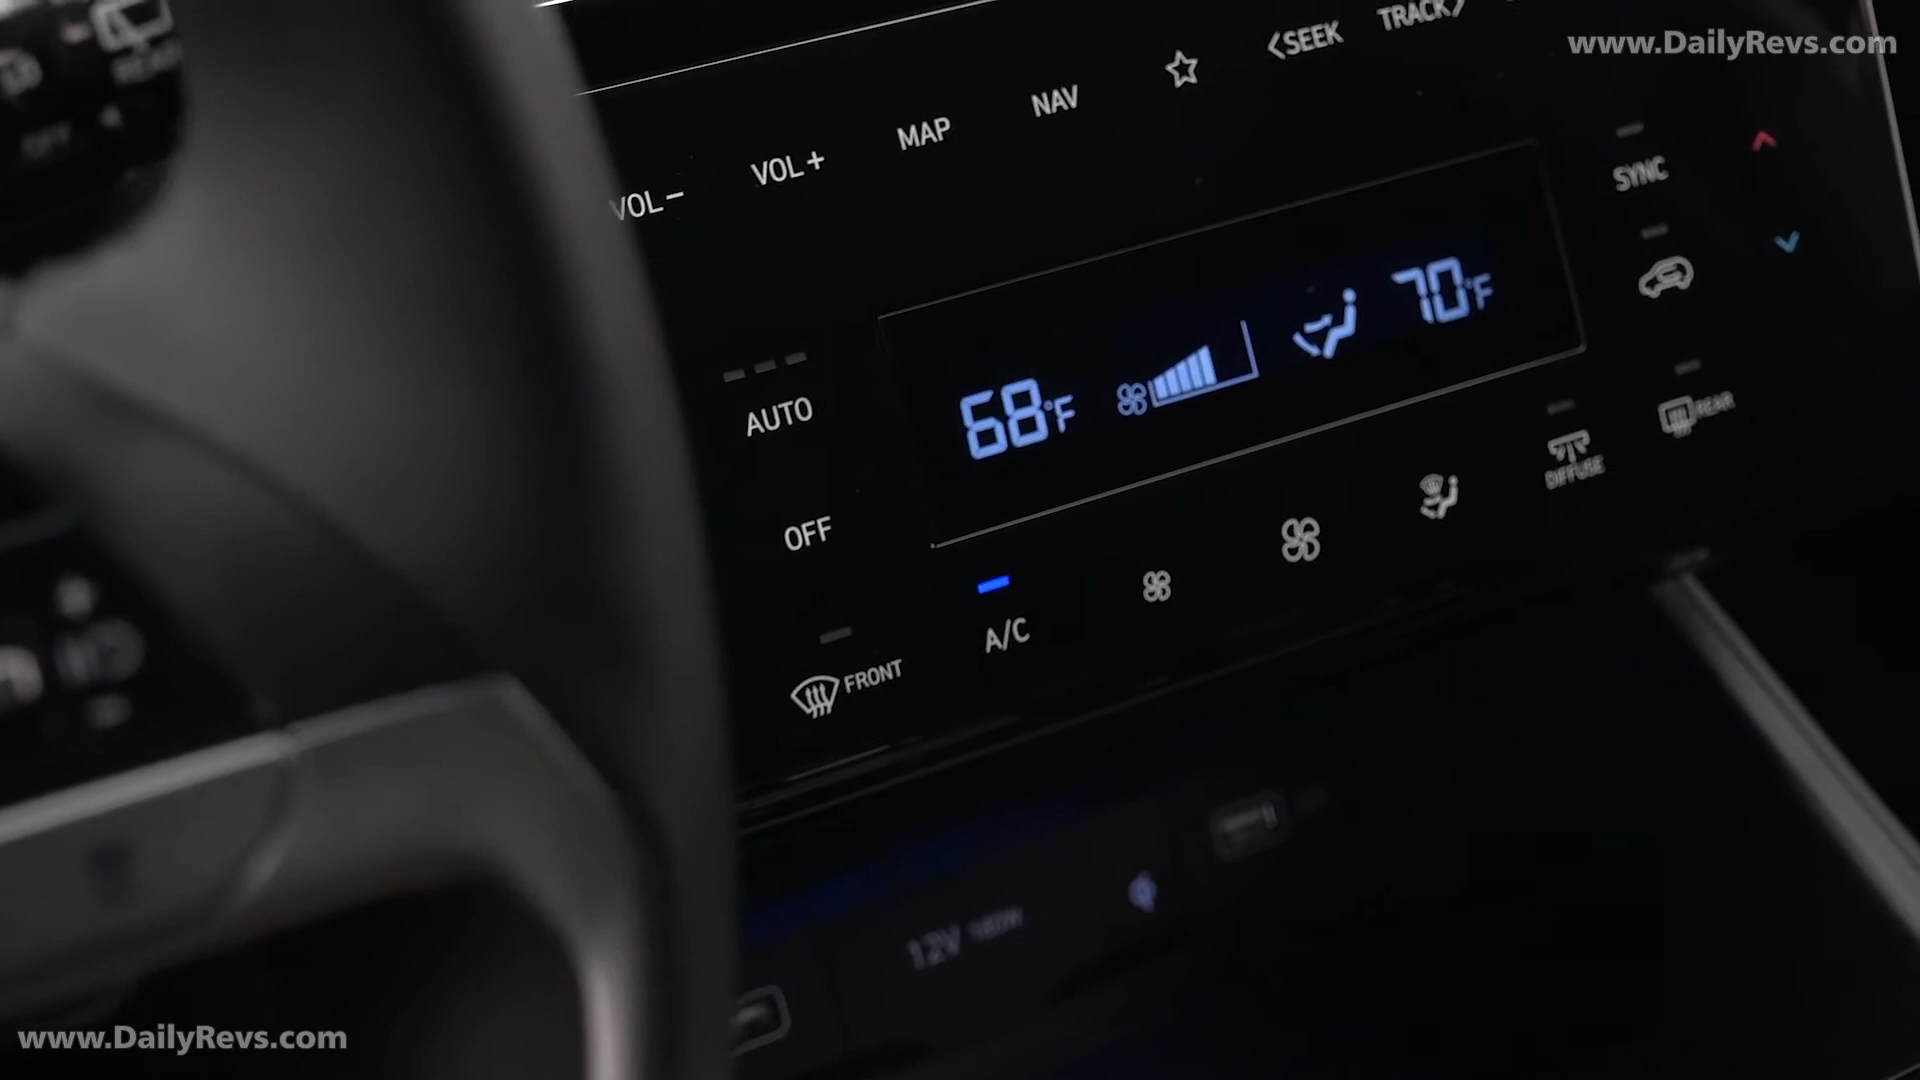 www.DailyRevs.com
<SEEK
TRACK>
NAV
MAP
VOL+
VOL-
SYNC
70°F
68°F
AUTO
REAR
DIFFUSE
OFF
A/C
FRONT
12V 180W
www.DailyRevs.com